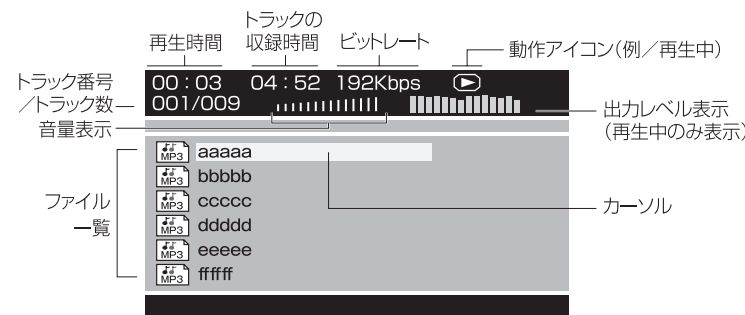 再生時間
トラックの
収録時間
ビットレート
動作アイコン(例／再生中)
トラック番号
／トラック数
音量表示
00:03 04:52 192Kbps
001/009
出力レベル表示
(再生中のみ表示)
ファイル
一覧
MP3 aaaaa
MP3 bbbbb
MP3 ccccc
MP3 ddddd
MP3 eeeee
MP3 ffffff
カーソル